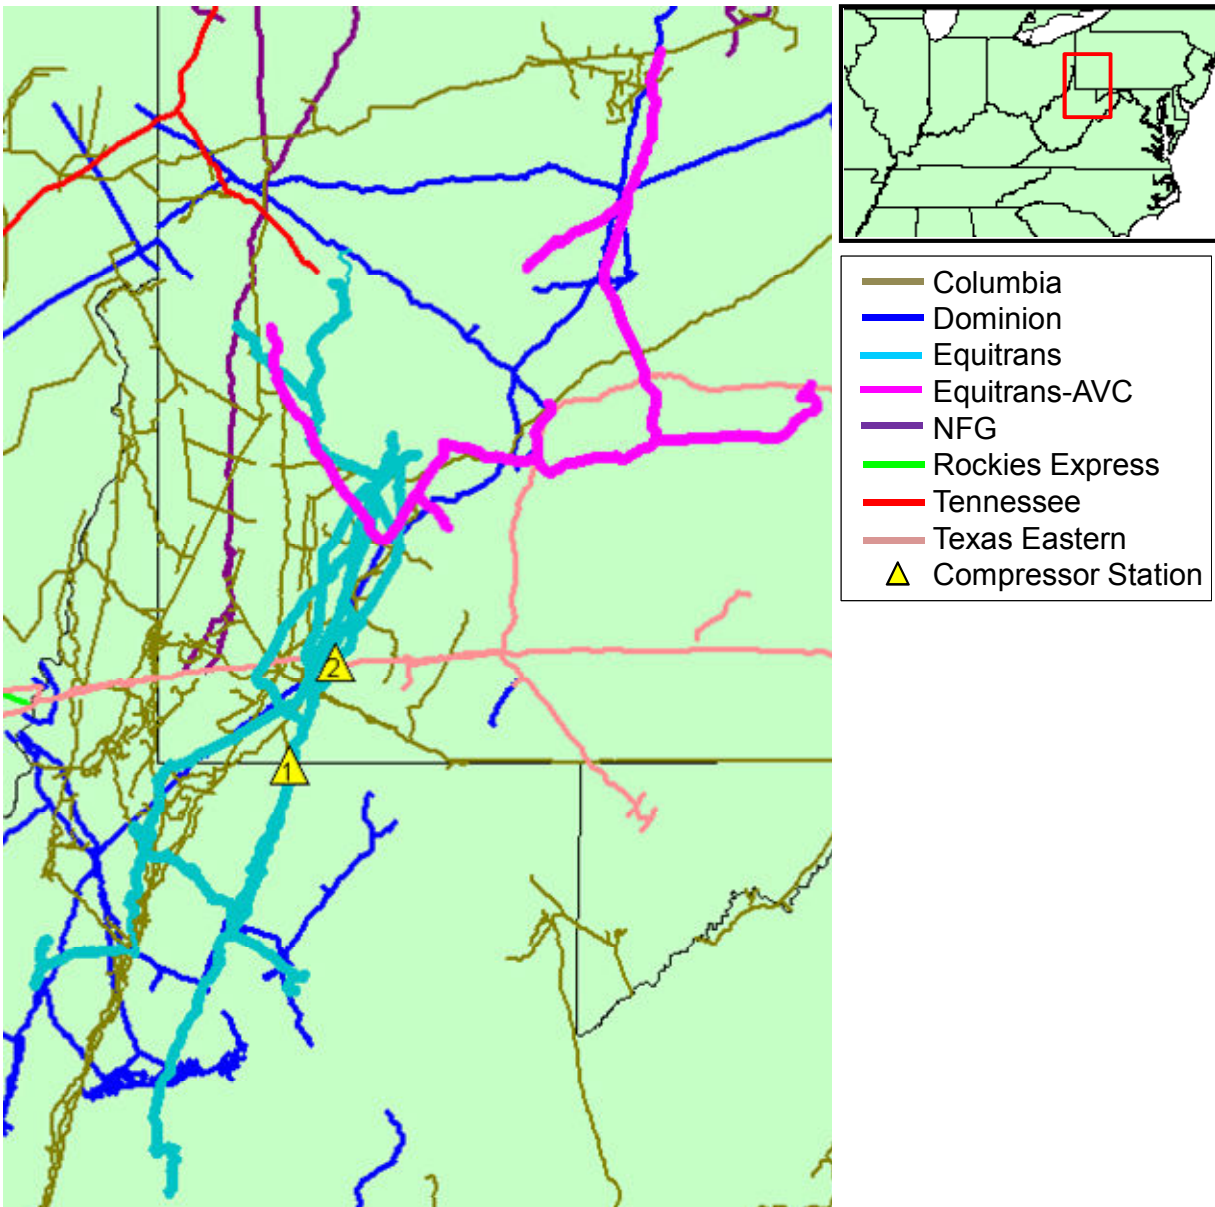 Columbia
Dominion
Equitrans
Equitrans-AVC
NFG
Rockies Express
Tennessee
Texas Eastern
Compressor Station
2
1